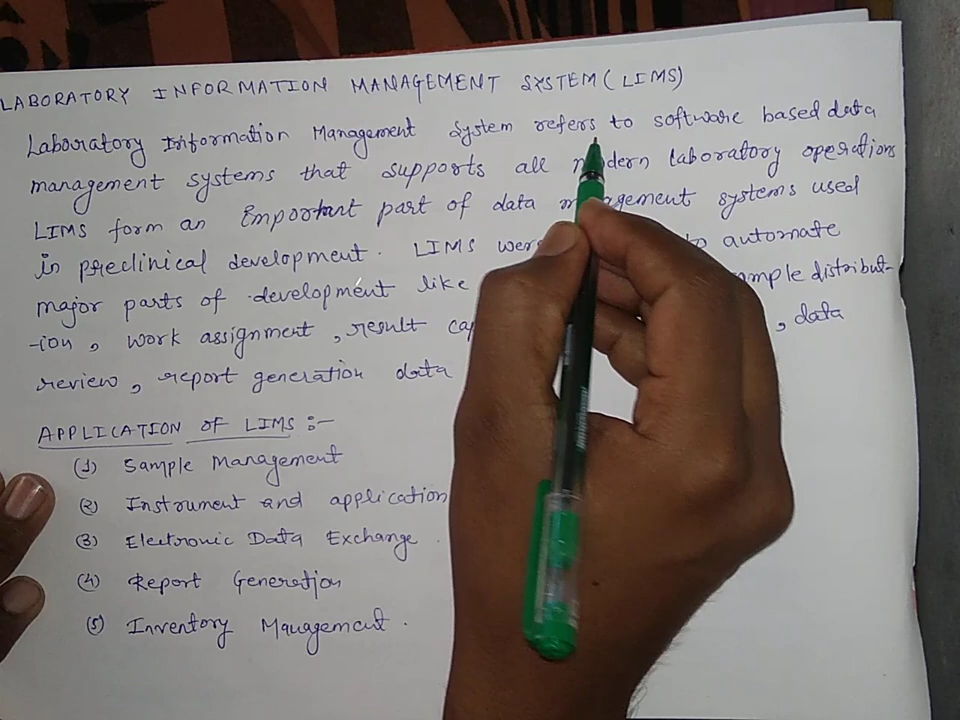 LABORATORY INFORMATION MANAGEMENT SYSTEM (LIMS)
Laboratory Information Management System refers to software based data
management systems that supports all modern laboratory operations
LIMS form an Important part of data management systems used
in preclinical development. LIMS were to automate
major parts of development like sample distribut-
-ion, work assignment, result , data
review, report generation data
APPLICATION OF LIMS :-
(1) Sample Management
(2) Instrument and application
(3) Electronic Data Exchange.
(4) Report Generation
(5) Inventory Management.